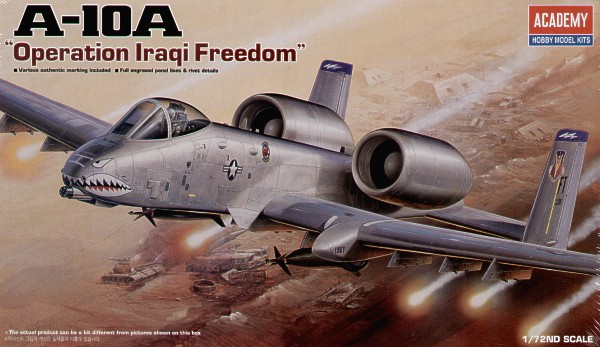 A-10A
ACADEMY
HOBBY MODEL KITS
"Operation Iraqi Freedom"
■ Various authentic marking included ■ Full engraved panel lines & rivet details
FT
● The actual product can be a bit different from pictures shown on this box
1/72ND SCALE